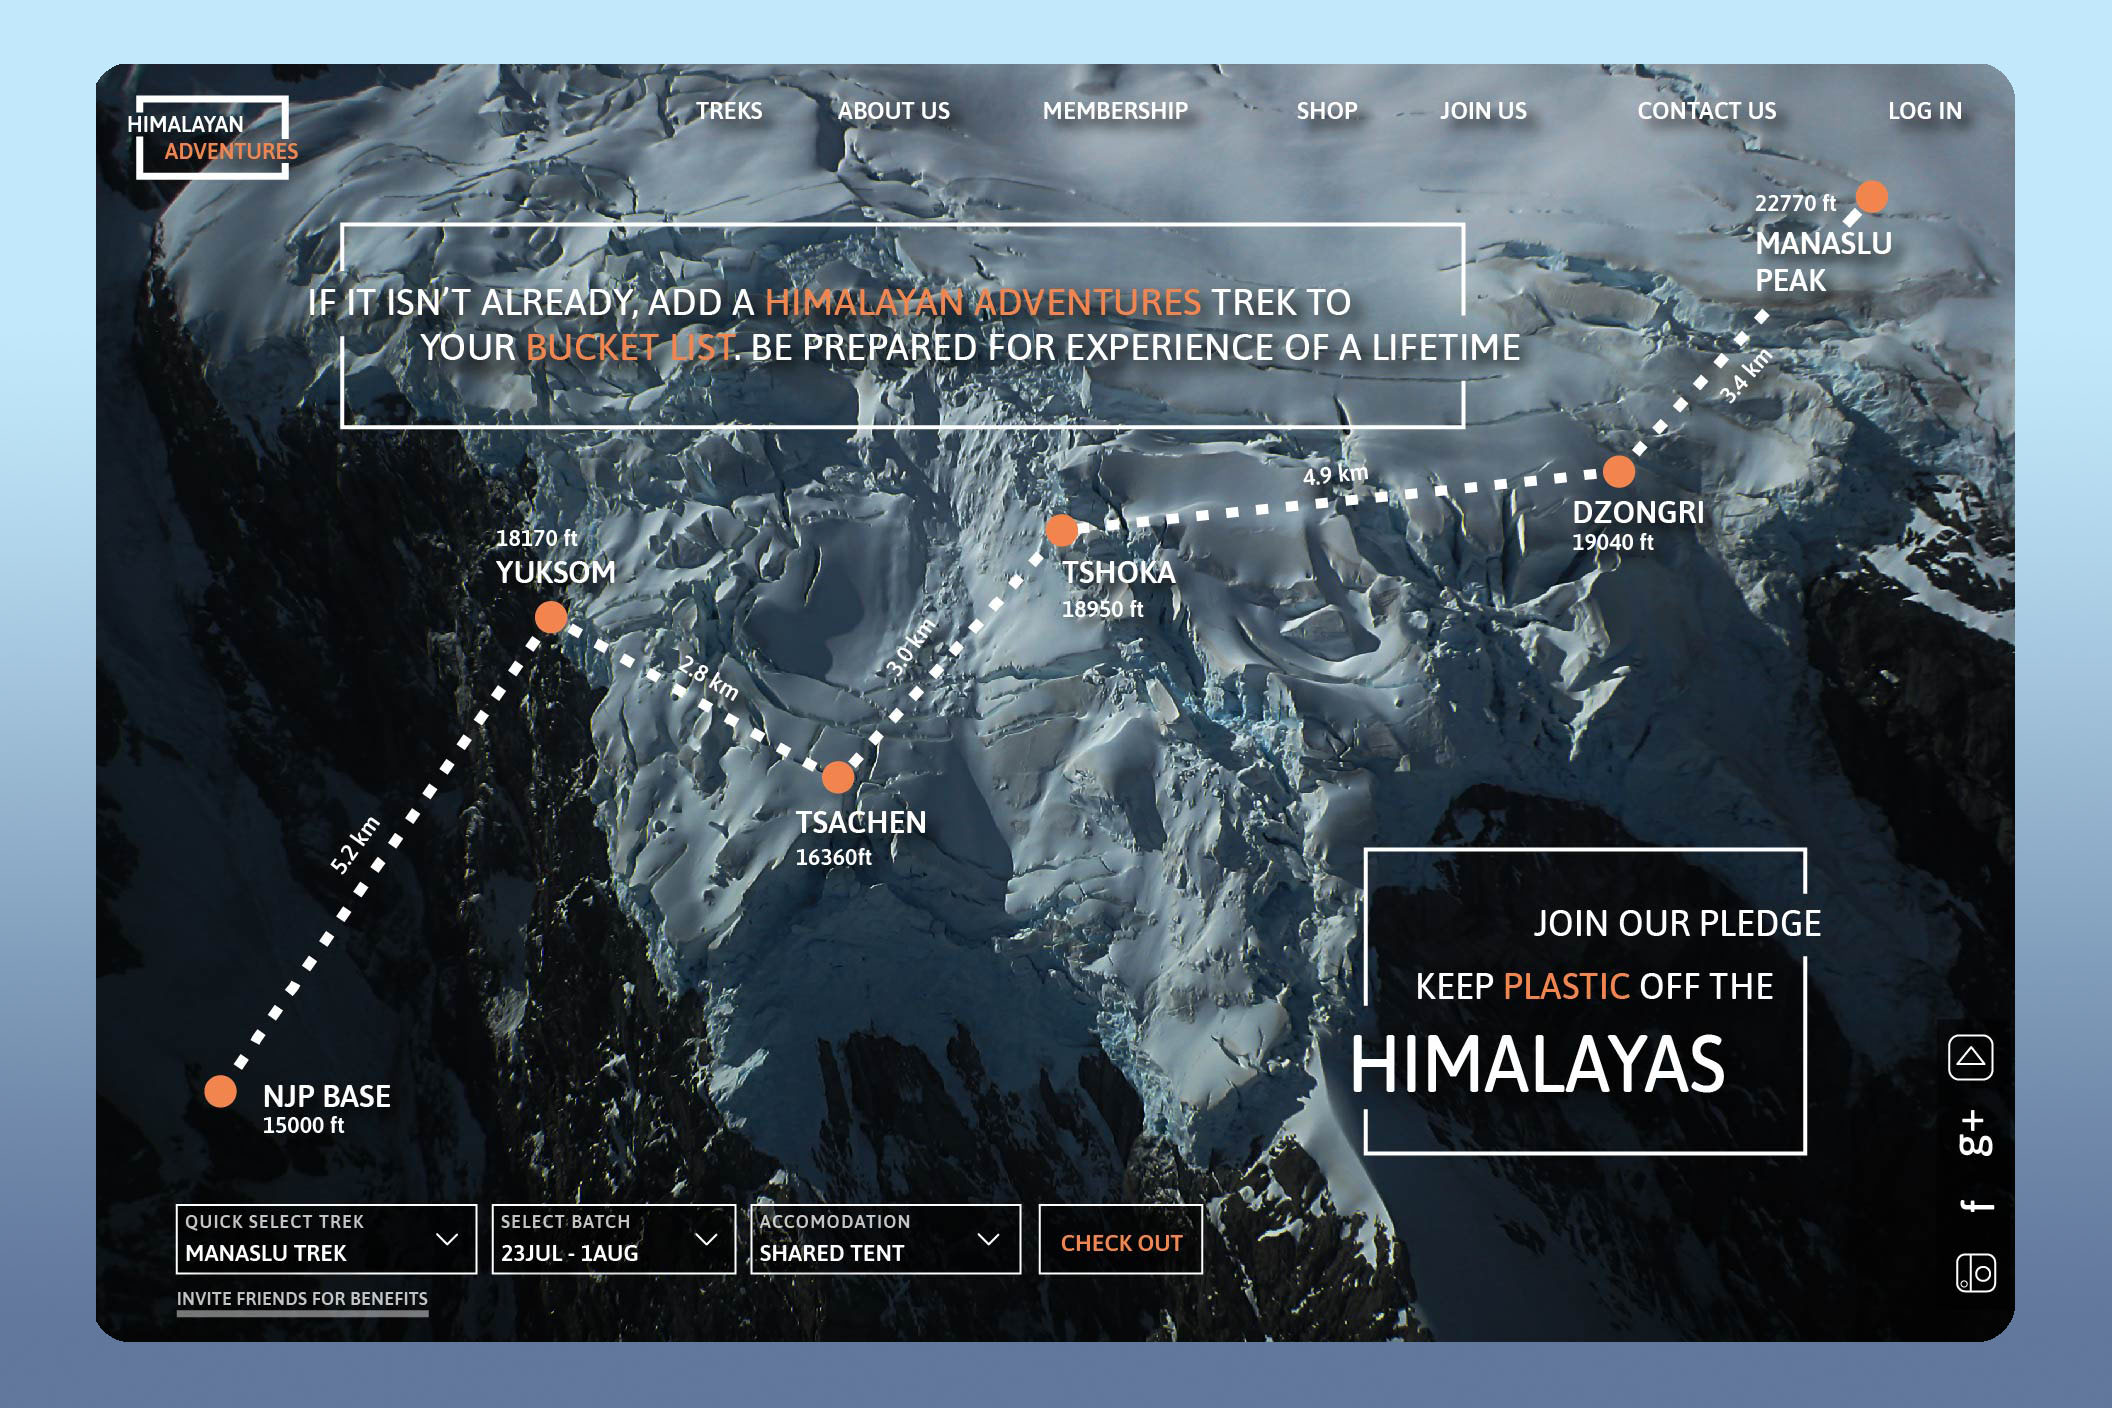 HIMALAYAN
ADVENTURES
TREKS
ABOUT US
MEMBERSHIP
SHOP
JOIN US
CONTACT US
LOG IN
22770 ft
MANASLU
PEAK
IF IT ISN'T ALREADY, ADD A HIMALAYAN ADVENTURES TREK TO
YOUR BUCKET LIST. BE PREPARED FOR EXPERIENCE OF A LIFETIME
3.4 km
4.9 km
DZONGRI
19040 ft
18170 ft
YUKSOM
TSHOKA
18950 ft
3.0 km
2.8 km
TSACHEN
16360ft
5.2 km
NJP BASE
15000 ft
JOIN OUR PLEDGE
KEEP PLASTIC OFF THE
HIMALAYAS
g+
f
QUICK SELECT TREK
MANASLU TREK
SELECT BATCH
23JUL - 1AUG
ACCOMODATION
SHARED TENT
CHECK OUT
INVITE FRIENDS FOR BENEFITS